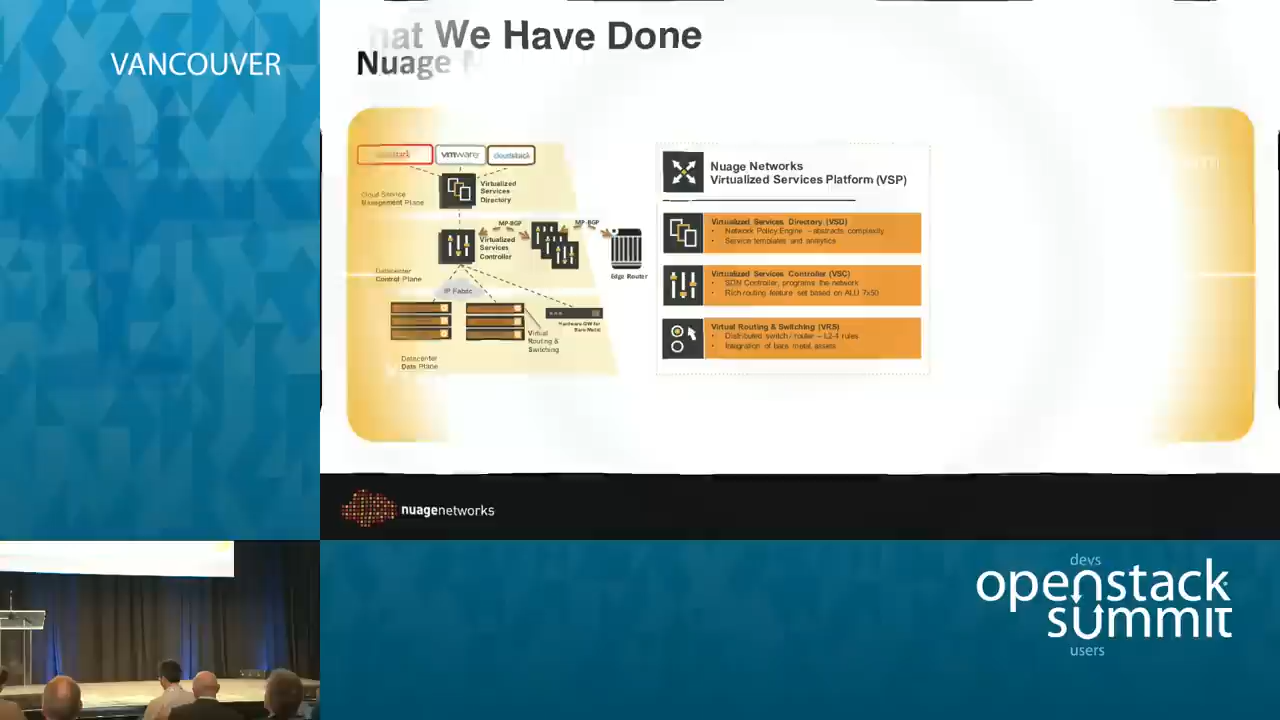 VANCOUVER
hat We Have Done
Nuage
vmware
cloudstack
Virtualized
Services
Directory
Cloud Service
Management Plane
MP-BGP
MP-BGP
Virtualized
Services
Controller
Edge Router
Datacenter
Control Plane
IP Fabric
Hardware GW for
Bare Metal
Virtual
Routing &
Switching
Datacenter
Data Plane
Nuage Networks
Virtualized Services Platform (VSP)
Virtualized Services Directory (VSD)
• Network Policy Engine – abstracts complexity
• Service templates and analytics
Virtualized Services Controller (VSC)
• SDN Controller, programs the network
• Rich routing feature set based on ALU 7x50
Virtual Routing & Switching (VRS)
• Distributed switch / router – L2-4 rules
• Integration of bare metal assets
nuagenetworks
devs
openstack
summit
users